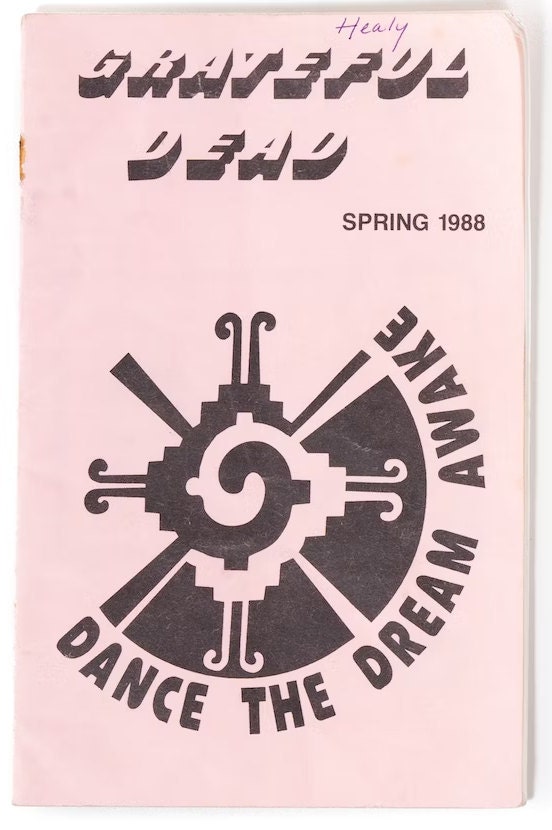 Healy
GRATEFUL
DEAD
SPRING 1988
DANCE THE DREAM AWAKE